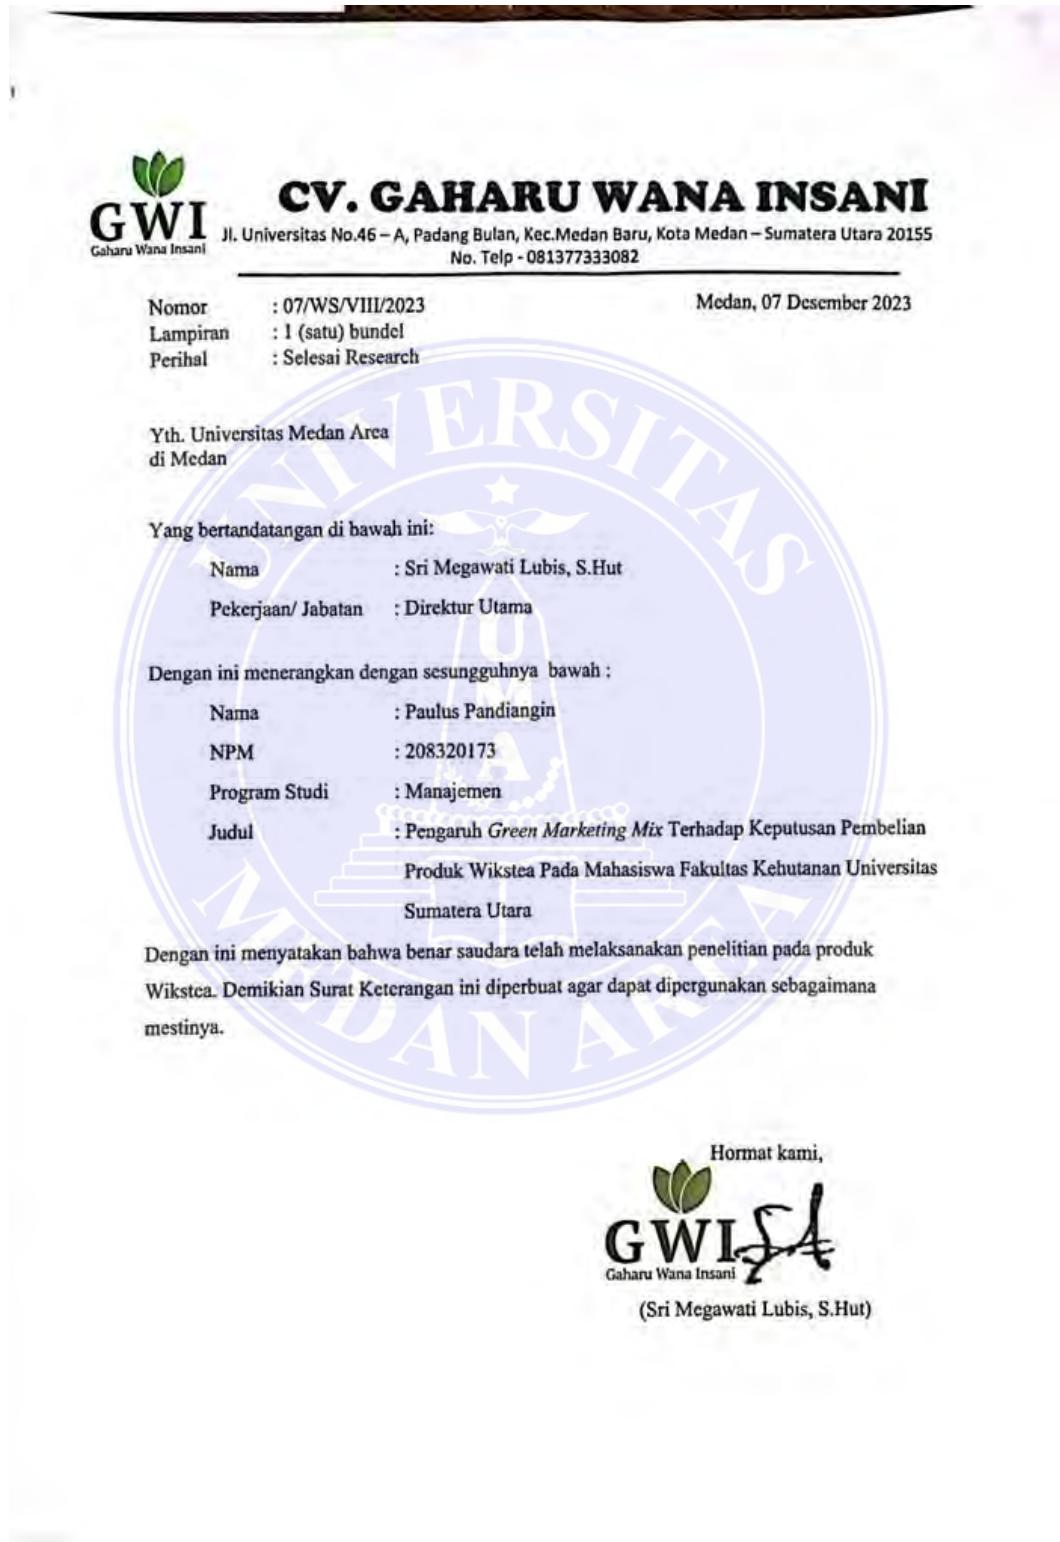 GWI
Gaharu Wana Insani
CV. GAHARU WANA INSANI
Jl. Universitas No.46 – A, Padang Bulan, Kec.Medan Baru, Kota Medan – Sumatera Utara 20155
No. Telp - 081377333082
Nomor : 07/WS/VIII/2023 Medan, 07 Desember 2023
Lampiran : 1 (satu) bundel
Perihal : Selesai Research
Yth. Universitas Medan Area
di Medan
Yang bertandatangan di bawah ini:
Nama : Sri Megawati Lubis, S.Hut
Pekerjaan/ Jabatan : Direktur Utama
Dengan ini menerangkan dengan sesungguhnya bawah :
Nama : Paulus Pandiangin
NPM : 208320173
Program Studi : Manajemen
Judul : Pengaruh Green Marketing Mix Terhadap Keputusan Pembelian
Produk Wikstea Pada Mahasiswa Fakultas Kehutanan Universitas
Sumatera Utara
Dengan ini menyatakan bahwa benar saudara telah melaksanakan penelitian pada produk
Wikstea. Demikian Surat Keterangan ini diperbuat agar dapat dipergunakan sebagaimana
mestinya.
UNIVERSITAS
UMA
MEDAN AREA
Hormat kami,
GWI
Gaharu Wana Insani
(Sri Megawati Lubis, S.Hut)